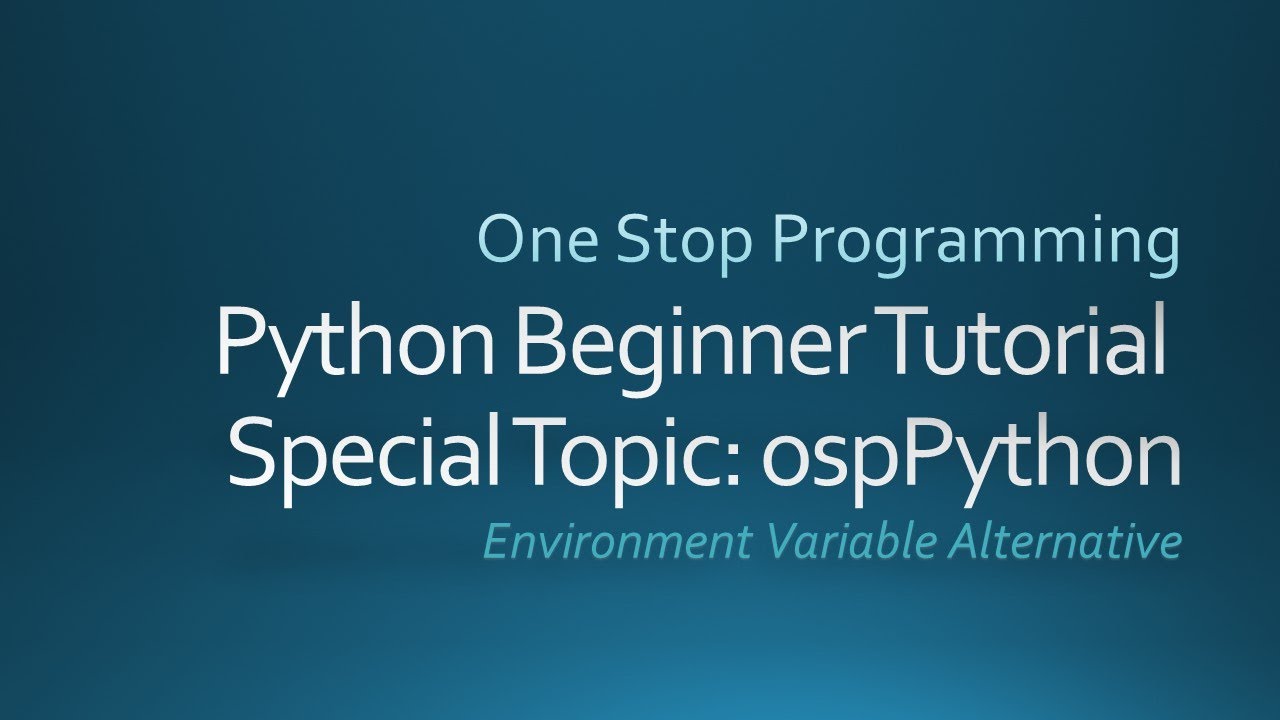 One Stop Programming
Python Beginner Tutorial
Special Topic: ospPython
Environment Variable Alternative